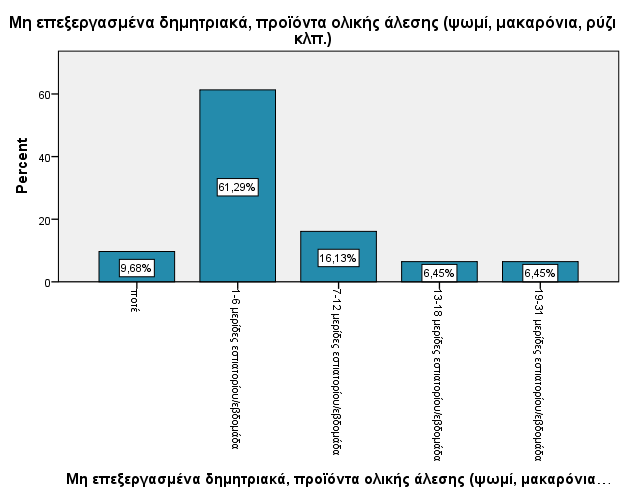 Μη επεξεργασμένα δημητριακά, προϊόντα ολικής άλεσης (ψωμί, μακαρόνια, ρύζι
κλπ.)
Percent
60
40
20
0
9,68%
61,29%
16,13%
6,45%
6,45%
ποτέ
1-6 μερίδες εστιατορίου/εβδομάδα
7-12 μερίδες εστιατορίου/εβδομάδα
13-18 μερίδες εστιατορίου/εβδομάδα
19-31 μερίδες εστιατορίου/εβδομάδα
Μη επεξεργασμένα δημητριακά, προϊόντα ολικής άλεσης (ψωμί, μακαρόνια…